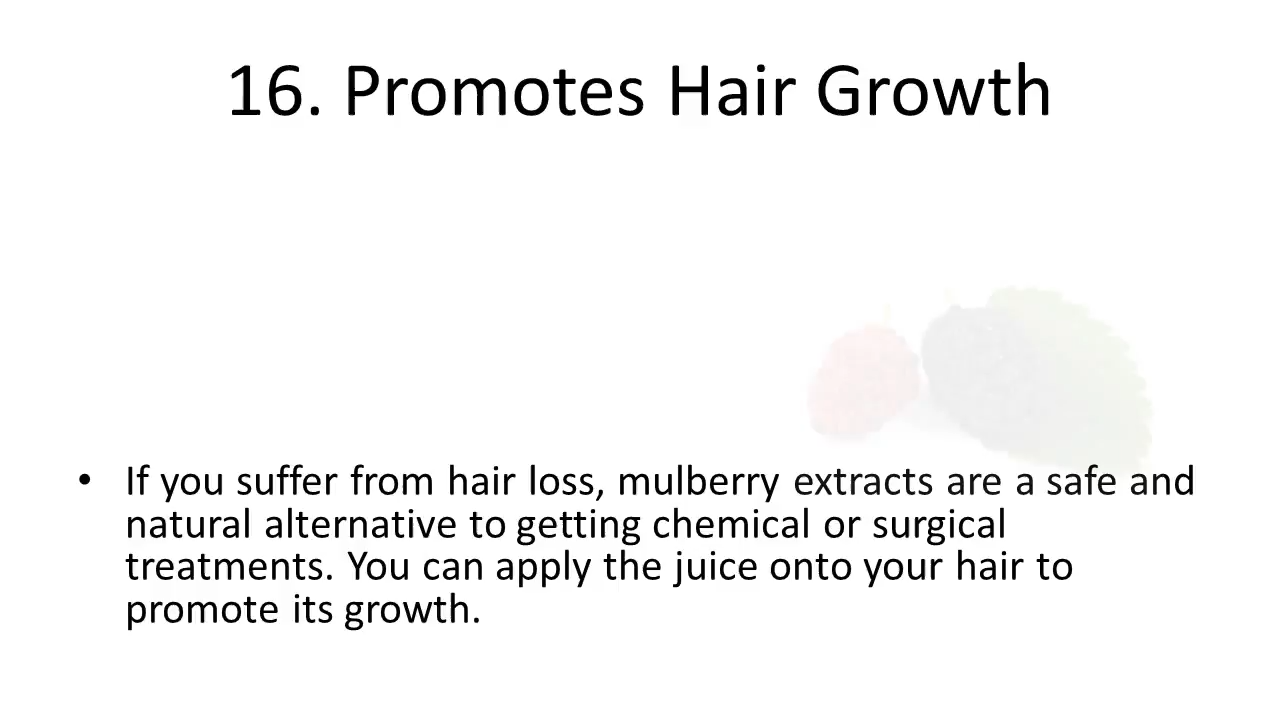 16. Promotes Hair Growth
• If you suffer from hair loss, mulberry extracts are a safe and
natural alternative to getting chemical or surgical
treatments. You can apply the juice onto your hair to
promote its growth.